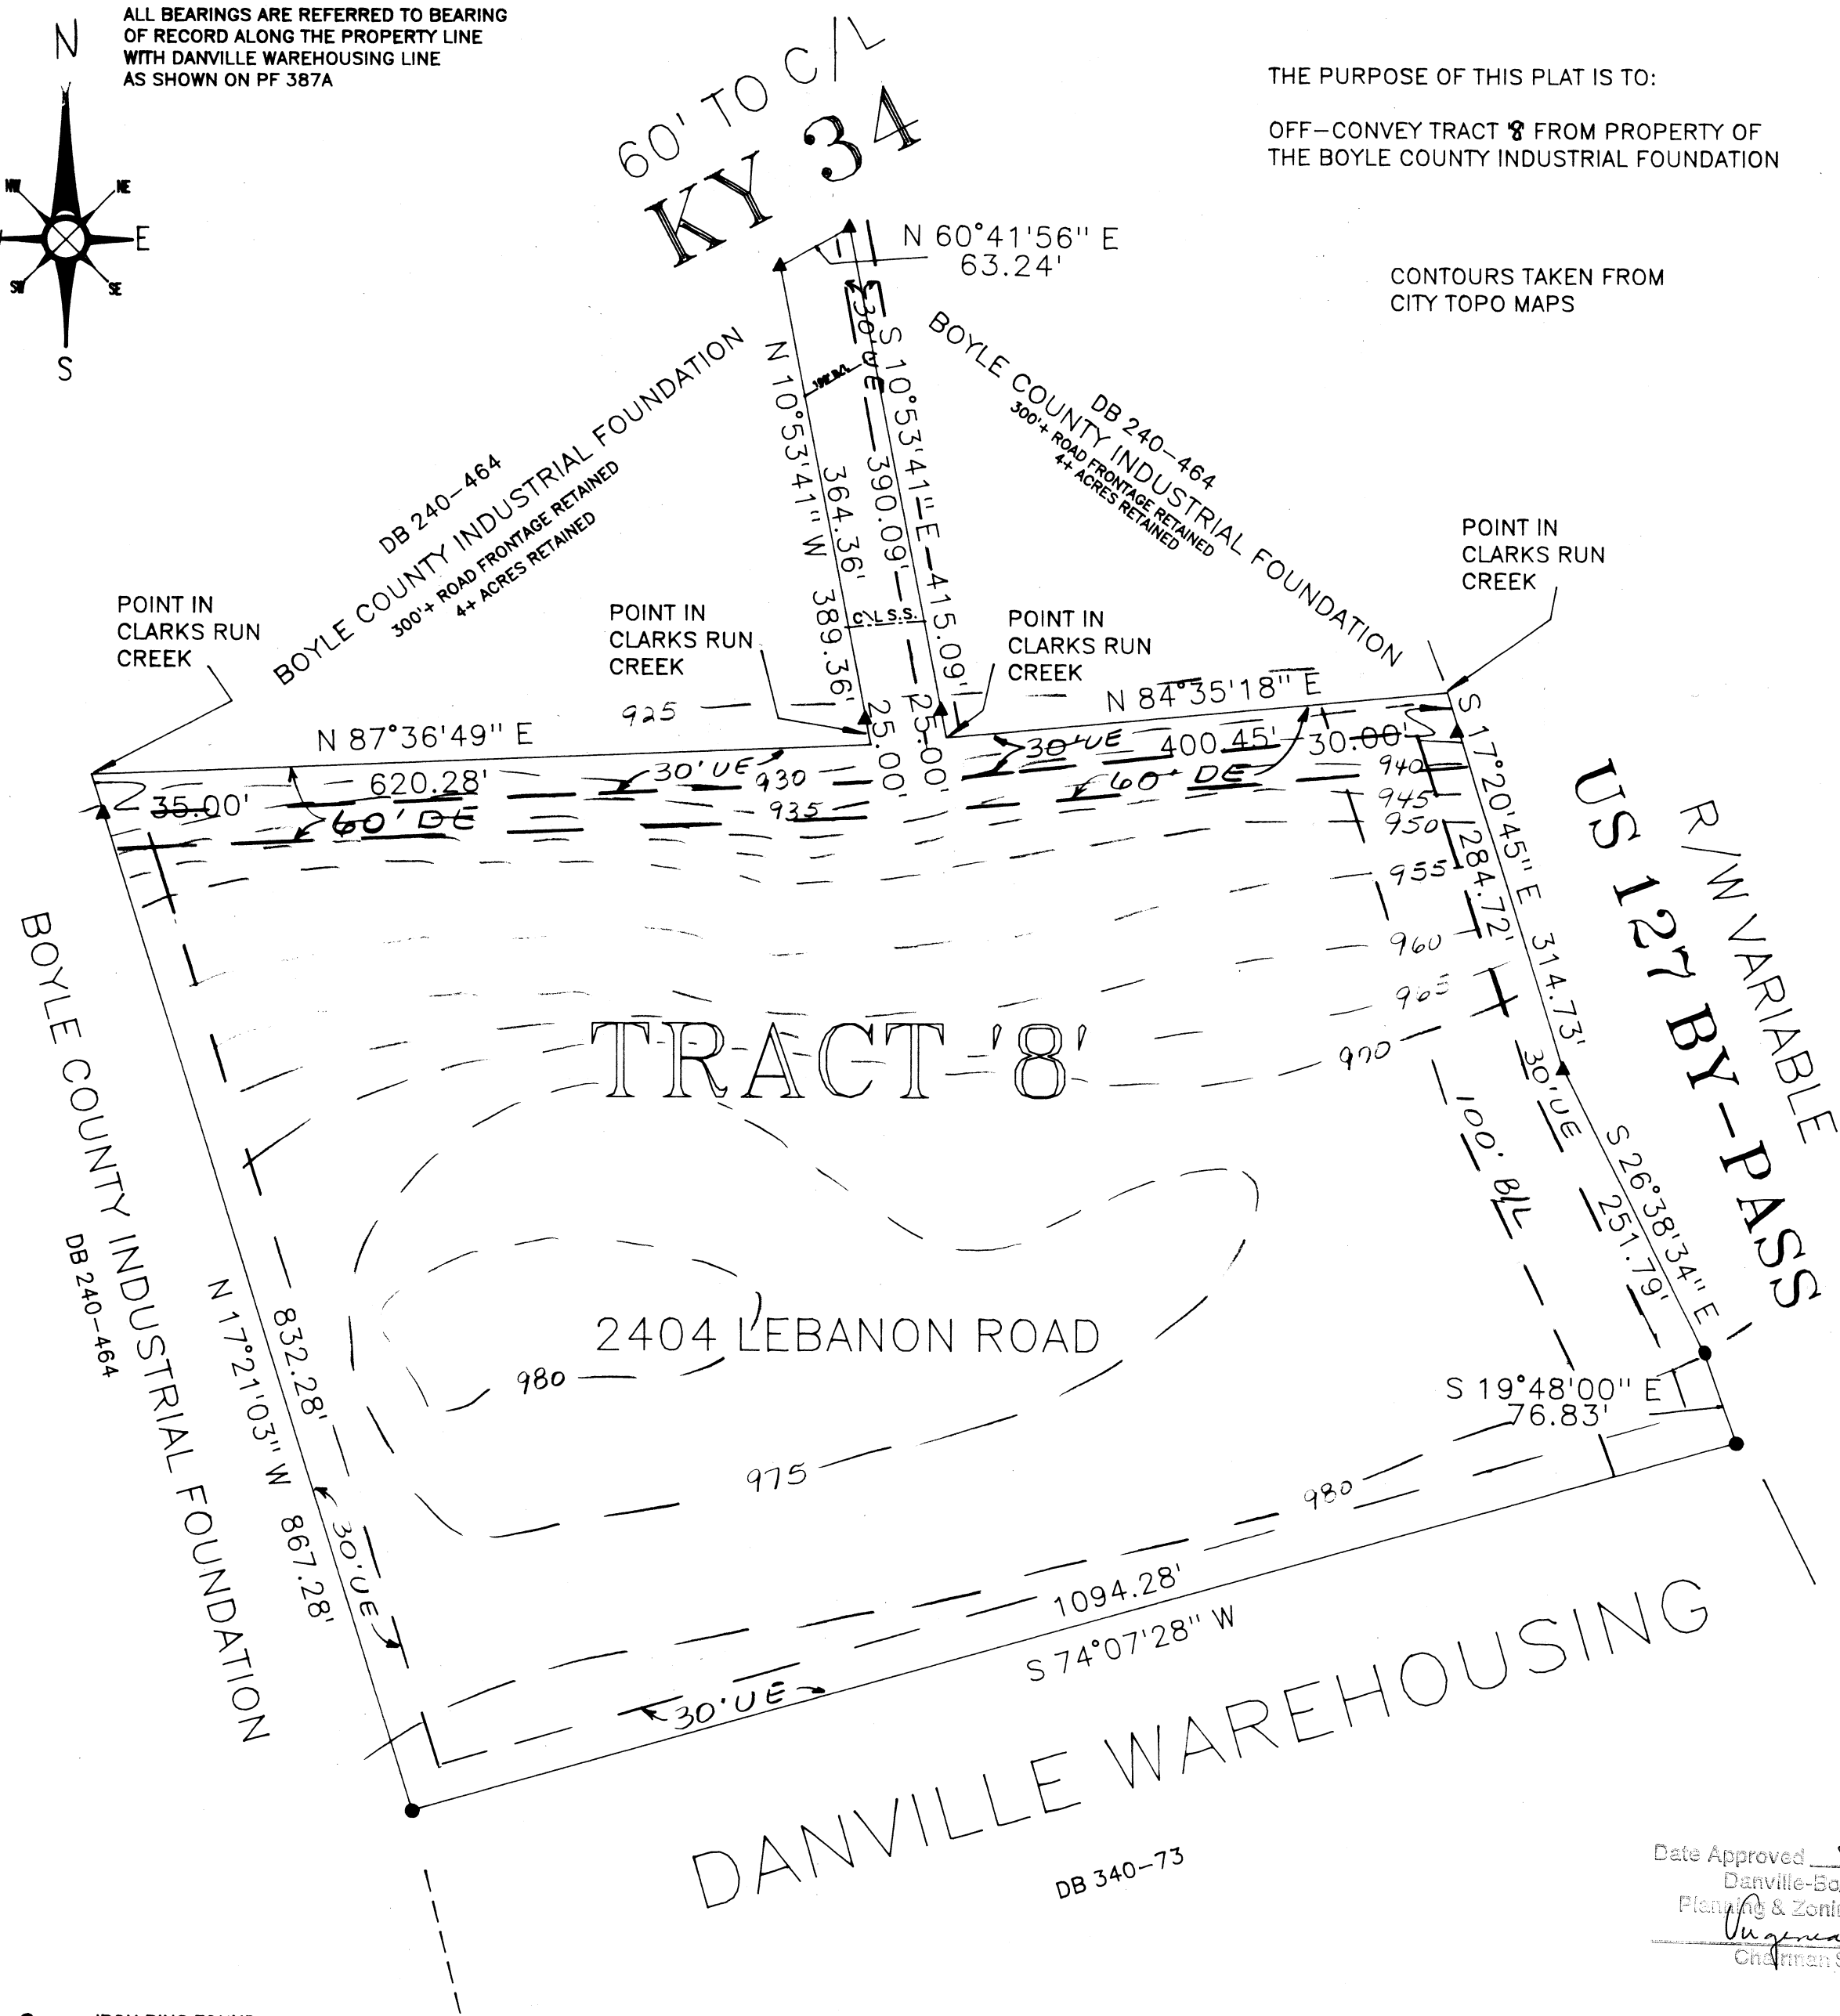 ALL BEARINGS ARE REFERRED TO BEARING
OF RECORD ALONG THE PROPERTY LINE
WITH DANVILLE WAREHOUSING LINE
AS SHOWN ON PF 387A
N
NW
NE
E
SW
SE
S
60' TO C/L
KY 34
THE PURPOSE OF THIS PLAT IS TO:
OFF-CONVEY TRACT '8' FROM PROPERTY OF
THE BOYLE COUNTY INDUSTRIAL FOUNDATION
CONTOURS TAKEN FROM
CITY TOPO MAPS
N 60°41'56" E
63.24'
30' UE
N 10°53'41" W 389.36'
364.36'
390.09'
S 10°53'41" E 415.09'
C/L S.S.
25.00'
25.00'
DB 240-464
BOYLE COUNTY INDUSTRIAL FOUNDATION
300'+ ROAD FRONTAGE RETAINED
4+ ACRES RETAINED
DB 240-464
BOYLE COUNTY INDUSTRIAL FOUNDATION
300'+ ROAD FRONTAGE RETAINED
4+ ACRES RETAINED
POINT IN
CLARKS RUN
CREEK
POINT IN
CLARKS RUN
CREEK
POINT IN
CLARKS RUN
CREEK
POINT IN
CLARKS RUN
CREEK
925
N 87°36'49" E
620.28'
35.00'
30' UE
930
935
60' DE
N 84°35'18" E
30' UE
400.45'
30.00'
60' DE
940
945
950
955
960
965
970
S 17°20'45" E 314.73'
284.72'
US 127 BY-PASS
R/W VARIABLE
30' UE
100' B/L
S 26°38'34" E
251.79'
S 19°48'00" E
76.83'
TRACT '8'
2404 LEBANON ROAD
980
975
980
BOYLE COUNTY INDUSTRIAL FOUNDATION
DB 240-464
N 17°21'03" W 867.28'
832.28'
30' UE
1094.28'
S 74°07'28" W
30' UE
DANVILLE WAREHOUSING
DB 340-73
Date Approved
Danville-Bo
Planning & Zoni
Chairman S